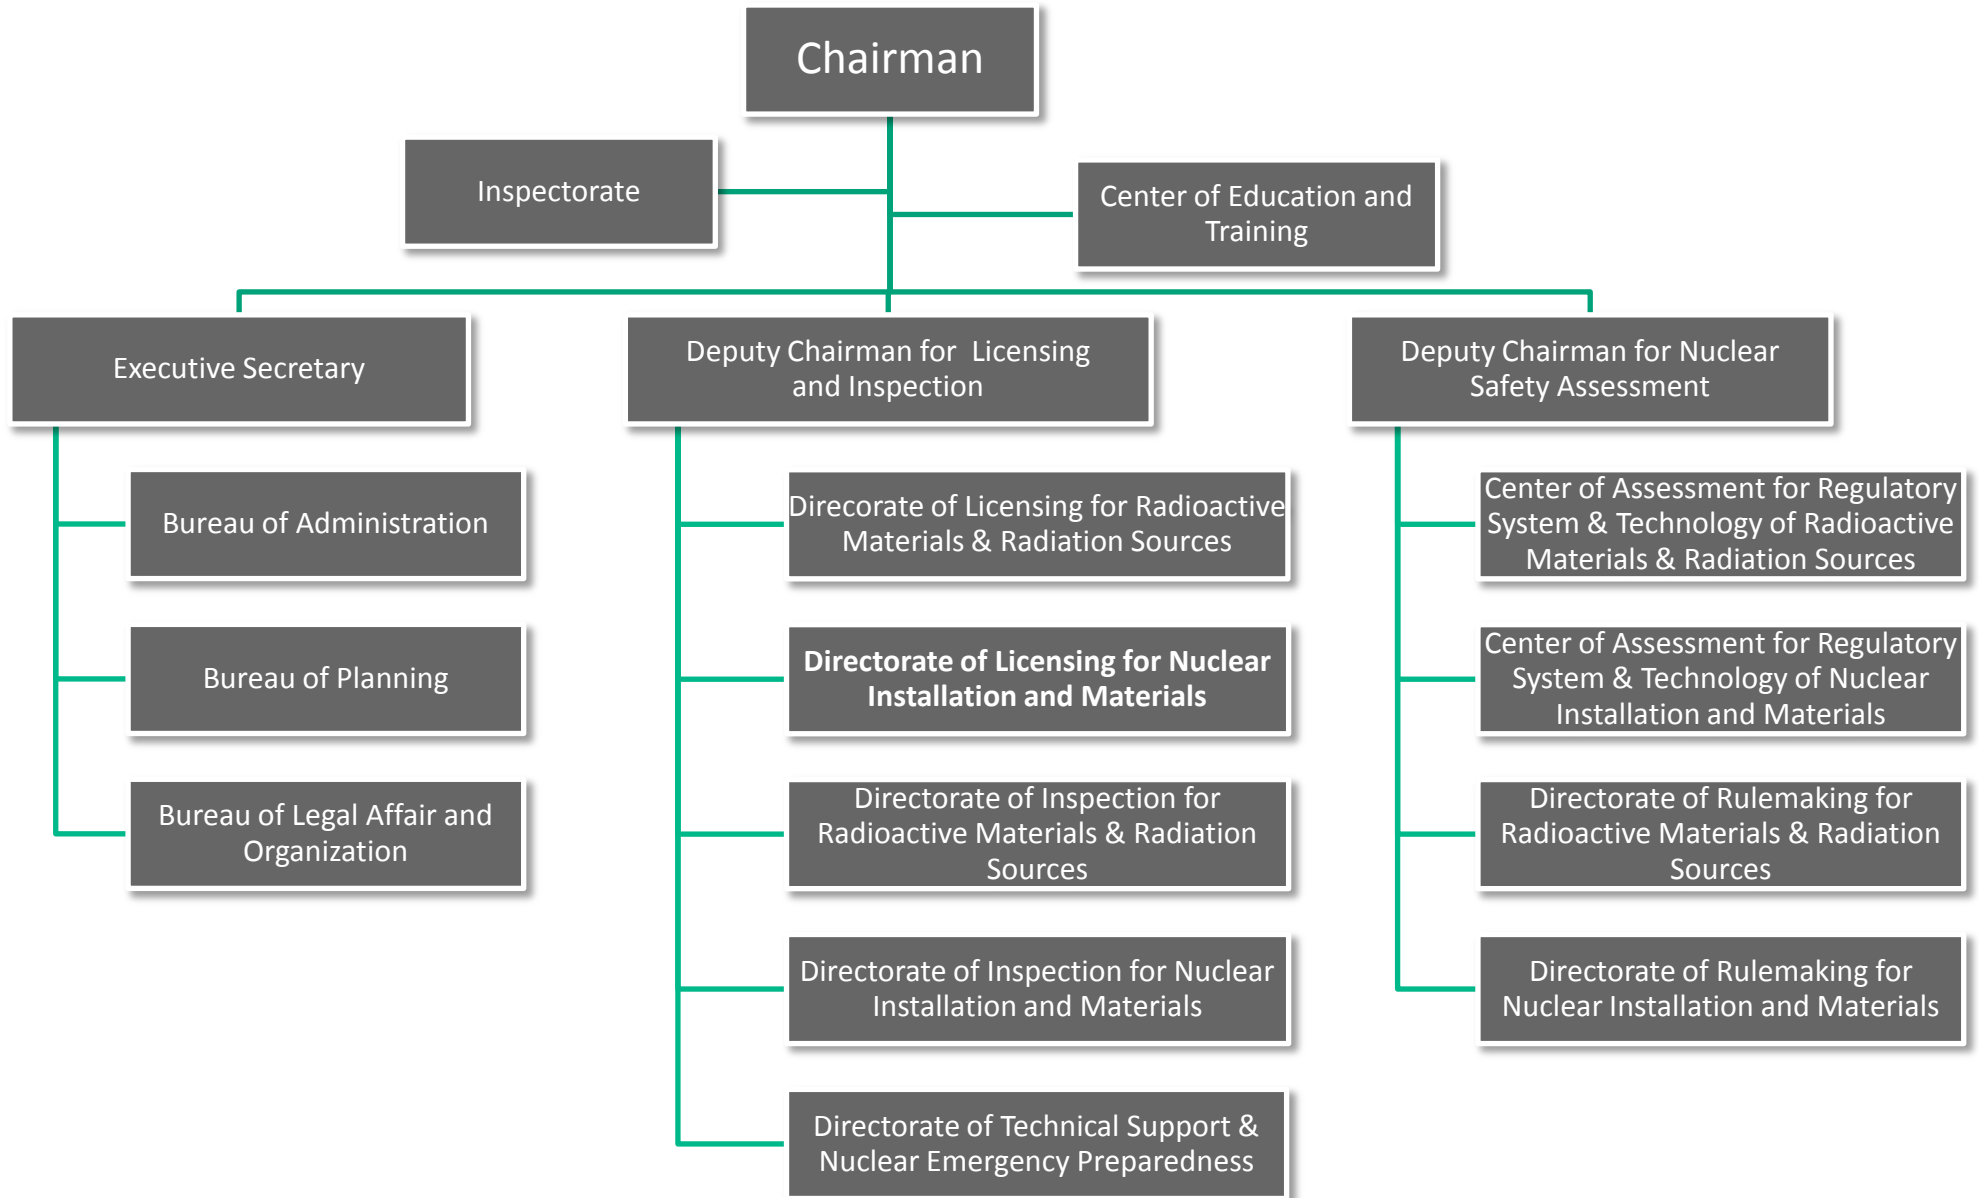 Chairman
Inspectorate
Center of Education and
Training
Executive Secretary
Deputy Chairman for  Licensing
and Inspection
Deputy Chairman for Nuclear
Safety Assessment
Bureau of Administration
Bureau of Planning
Bureau of Legal Affair and
Organization
Direcorate of Licensing for Radioactive
Materials & Radiation Sources
Directorate of Licensing for Nuclear
Installation and Materials
Directorate of Inspection for
Radioactive Materials & Radiation
Sources
Directorate of Inspection for Nuclear
Installation and Materials
Directorate of Technical Support &
Nuclear Emergency Preparedness
Center of Assessment for Regulatory
System & Technology of Radioactive
Materials & Radiation Sources
Center of Assessment for Regulatory
System & Technology of Nuclear
Installation and Materials
Directorate of Rulemaking for
Radioactive Materials & Radiation
Sources
Directorate of Rulemaking for
Nuclear Installation and Materials